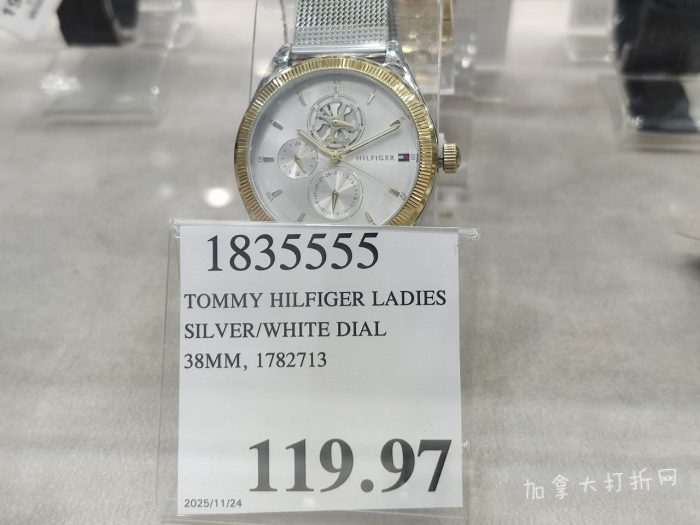 HILFIGER
1835555
TOMMY HILFIGER LADIES
SILVER/WHITE DIAL
38MM, 1782713
119.97
2025/11/24
加拿大打折网